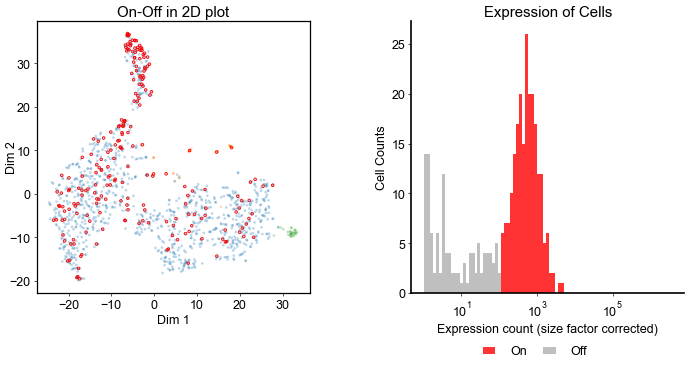 On-Off in 2D plot
Dim 2
30
20
10
0
−10
−20
−20 −10 0 10 20 30
Dim 1
Expression of Cells
Cell Counts
25
20
15
10
5
0
10^1 10^3 10^5
Expression count (size factor corrected)
On Off